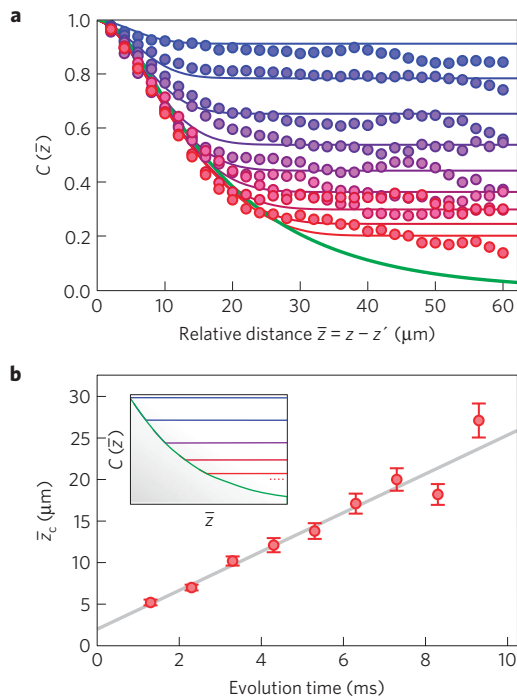 a
1.0
0.8
0.6
0.4
0.2
0.0
C (z̄)
0 10 20 30 40 50 60
Relative distance z̄ = z – z´ (μm)
b
30
25
20
15
10
5
0
z̄c (μm)
C (z̄)
z̄
0 2 4 6 8 10
Evolution time (ms)